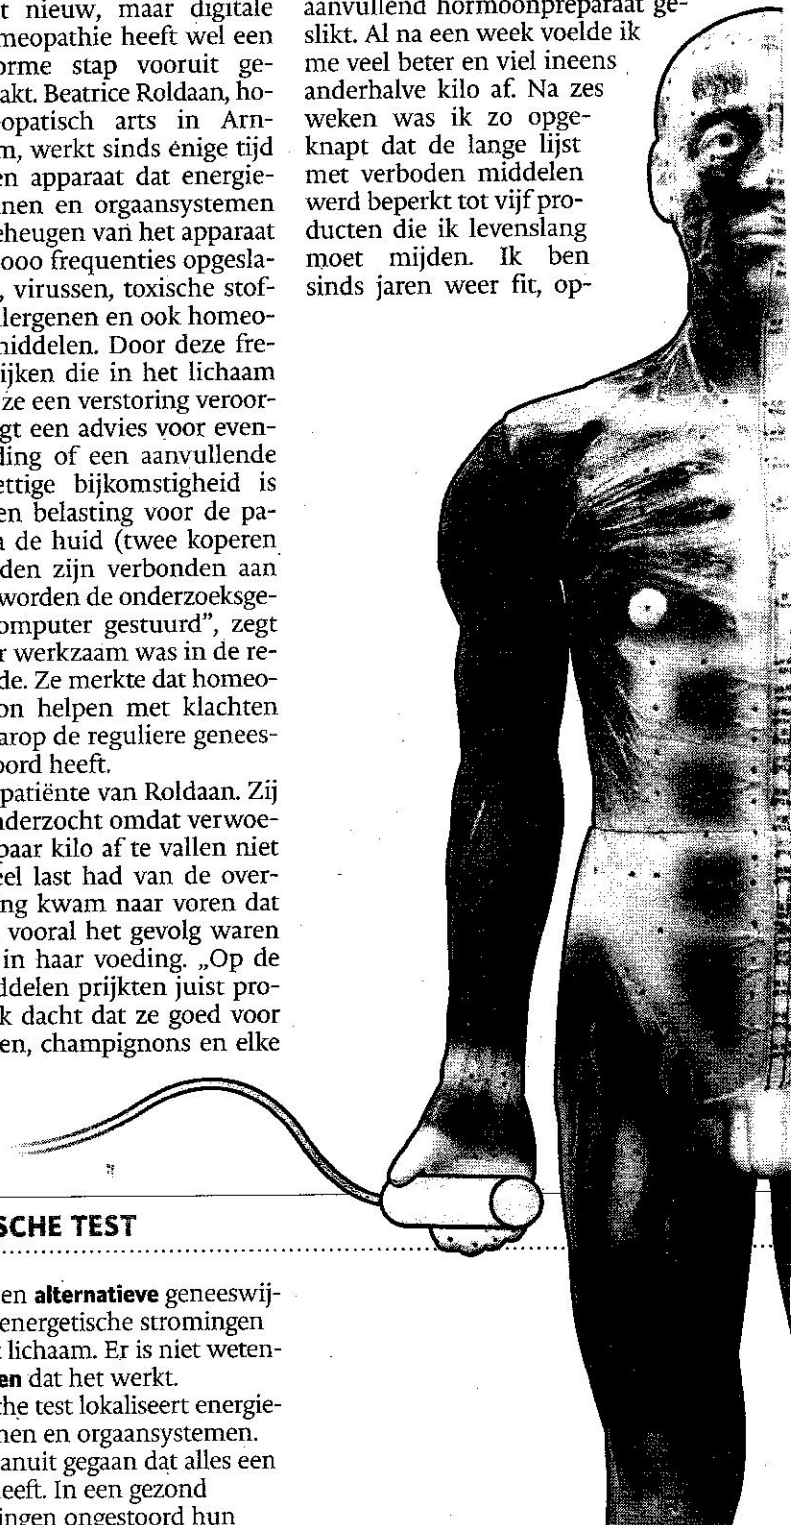 t nieuw, maar digitale
meopathie heeft wel een
orme stap vooruit ge-
akt. Beatrice Roldaan, ho-
opatisch arts in Arn-
m, werkt sinds enige tijd
en apparaat dat energie-
nen en orgaansystemen
eheugen van het apparaat
000 frequenties opgesla-
, virussen, toxische stof-
llergenen en ook homeo-
niddelen. Door deze fre-
ijken die in het lichaam
ze een verstoring veroor-
gt een advies voor even-
ling of een aanvullende
ettige bijkomstigheid is
en belasting voor de pa-
a de huid (twee koperen
den zijn verbonden aan
worden de onderzoeksge-
omputer gestuurd”, zegt
r werkzaam was in de re-
de. Ze merkte dat homeo-
on helpen met klachten
arop de reguliere genees-
oord heeft.
patiënte van Roldaan. Zij
nderzocht omdat verwoe-
paar kilo af te vallen niet
eel last had van de over-
ng kwam naar voren dat
vooral het gevolg waren
in haar voeding. „Op de
ddelen prijkten juist pro-
k dacht dat ze goed voor
en, champignons en elke
aanvullend hormoonpreparaat ge-
slikt. Al na een week voelde ik
me veel beter en viel ineens
anderhalve kilo af. Na zes
weken was ik zo opge-
knapt dat de lange lijst
met verboden middelen
werd beperkt tot vijf pro-
ducten die ik levenslang
moet mijden. Ik ben
sinds jaren weer fit, op-
SCHE TEST
en alternatieve geneeswij-
energetische stromingen
t lichaam. Er is niet weten-
en dat het werkt.
che test lokaliseert energie-
nen en orgaansystemen.
anuit gegaan dat alles een
eeft. In een gezond
ingen ongestoord hun